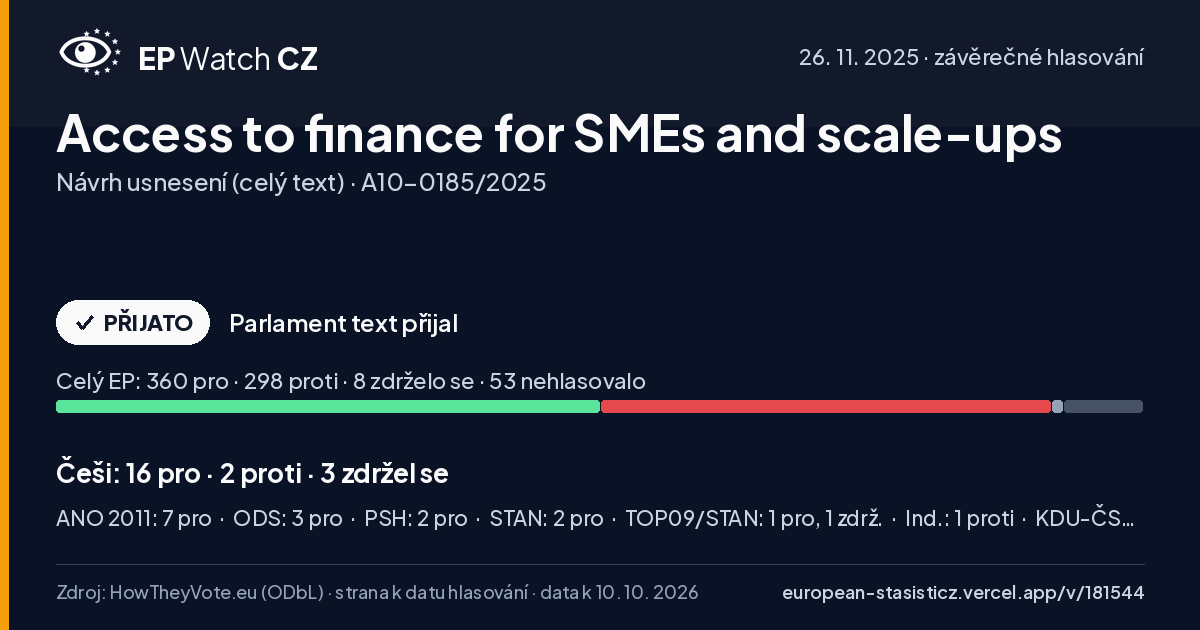 EP Watch CZ
26. 11. 2025 · závěrečné hlasování
Access to finance for SMEs and scale-ups
Návrh usnesení (celý text) · A10-0185/2025
✓ PŘIJATO
Parlament text přijal
Celý EP: 360 pro · 298 proti · 8 zdrželo se · 53 nehlasovalo
Češi: 16 pro · 2 proti · 3 zdržel se
ANO 2011: 7 pro · ODS: 3 pro · PSH: 2 pro · STAN: 2 pro · TOP09/STAN: 1 pro, 1 zdrž. · Ind.: 1 proti · KDU-ČS…
Zdroj: HowTheyVote.eu (ODbL) · strana k datu hlasování · data k 10. 10. 2026
european-stasisticz.vercel.app/v/181544